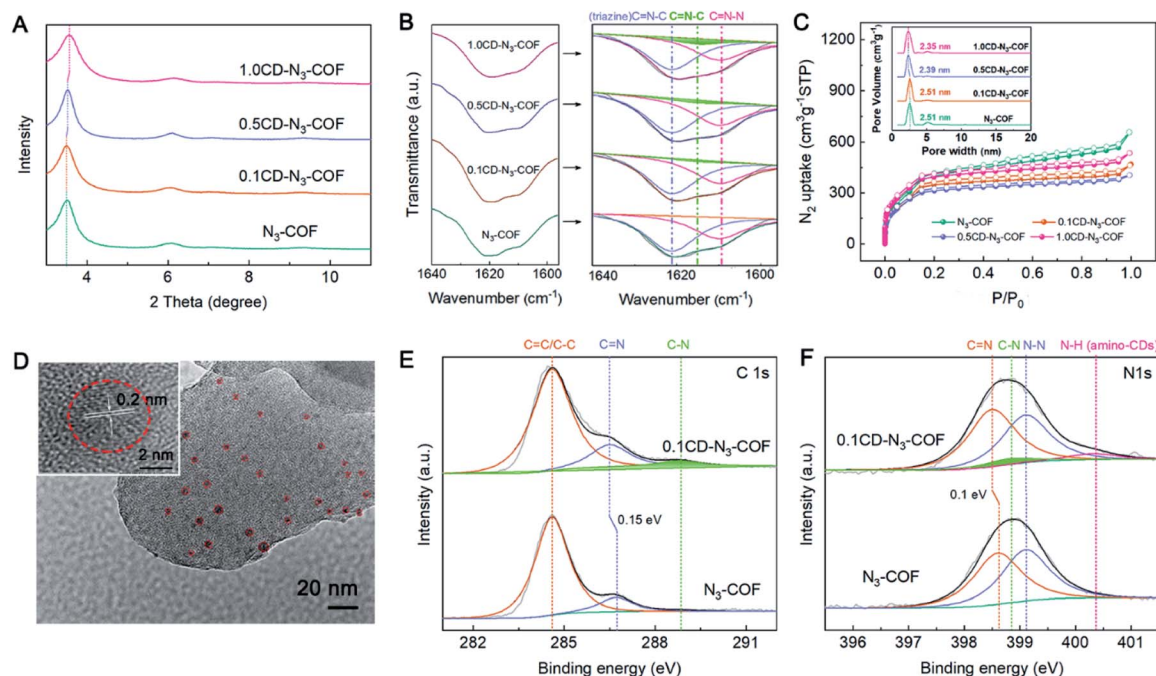 A
Intensity
1.0CD-N₃-COF
0.5CD-N₃-COF
0.1CD-N₃-COF
N₃-COF
4 6 8 10
2 Theta (degree)
B
Transmittance (a.u.)
1.0CD-N₃-COF
0.5CD-N₃-COF
0.1CD-N₃-COF
N₃-COF
1640 1620 1596
Wavenumber (cm⁻¹)
(triazine)C=N-C C=N-C C=N-N
1640 1620 1600
Wavenumber (cm⁻¹)
C
N₂ uptake (cm³g⁻¹STP)
1200
900
600
300
0
Pore Volume (cm³g⁻¹)
2.35 nm 1.0CD-N₃-COF
2.39 nm 0.5CD-N₃-COF
2.51 nm 0.1CD-N₃-COF
2.51 nm N₃-COF
0 5 10 15 20
Pore width (nm)
N₃-COF 0.1CD-N₃-COF
0.5CD-N₃-COF 1.0CD-N₃-COF
0.0 0.2 0.4 0.6 0.8 1.0
P/P₀
D
0.2 nm
2 nm
20 nm
E
C=C/C-C C=N C-N
C 1s
0.1CD-N₃-COF
0.15 eV
N₃-COF
Intensity (a.u.)
282 285 288 291
Binding energy (eV)
F
C=N C-N N-N N-H (amino-CDs)
N1s
0.1CD-N₃-COF
0.1 eV
N₃-COF
Intensity (a.u.)
396 397 398 399 400 401
Binding energy (eV)